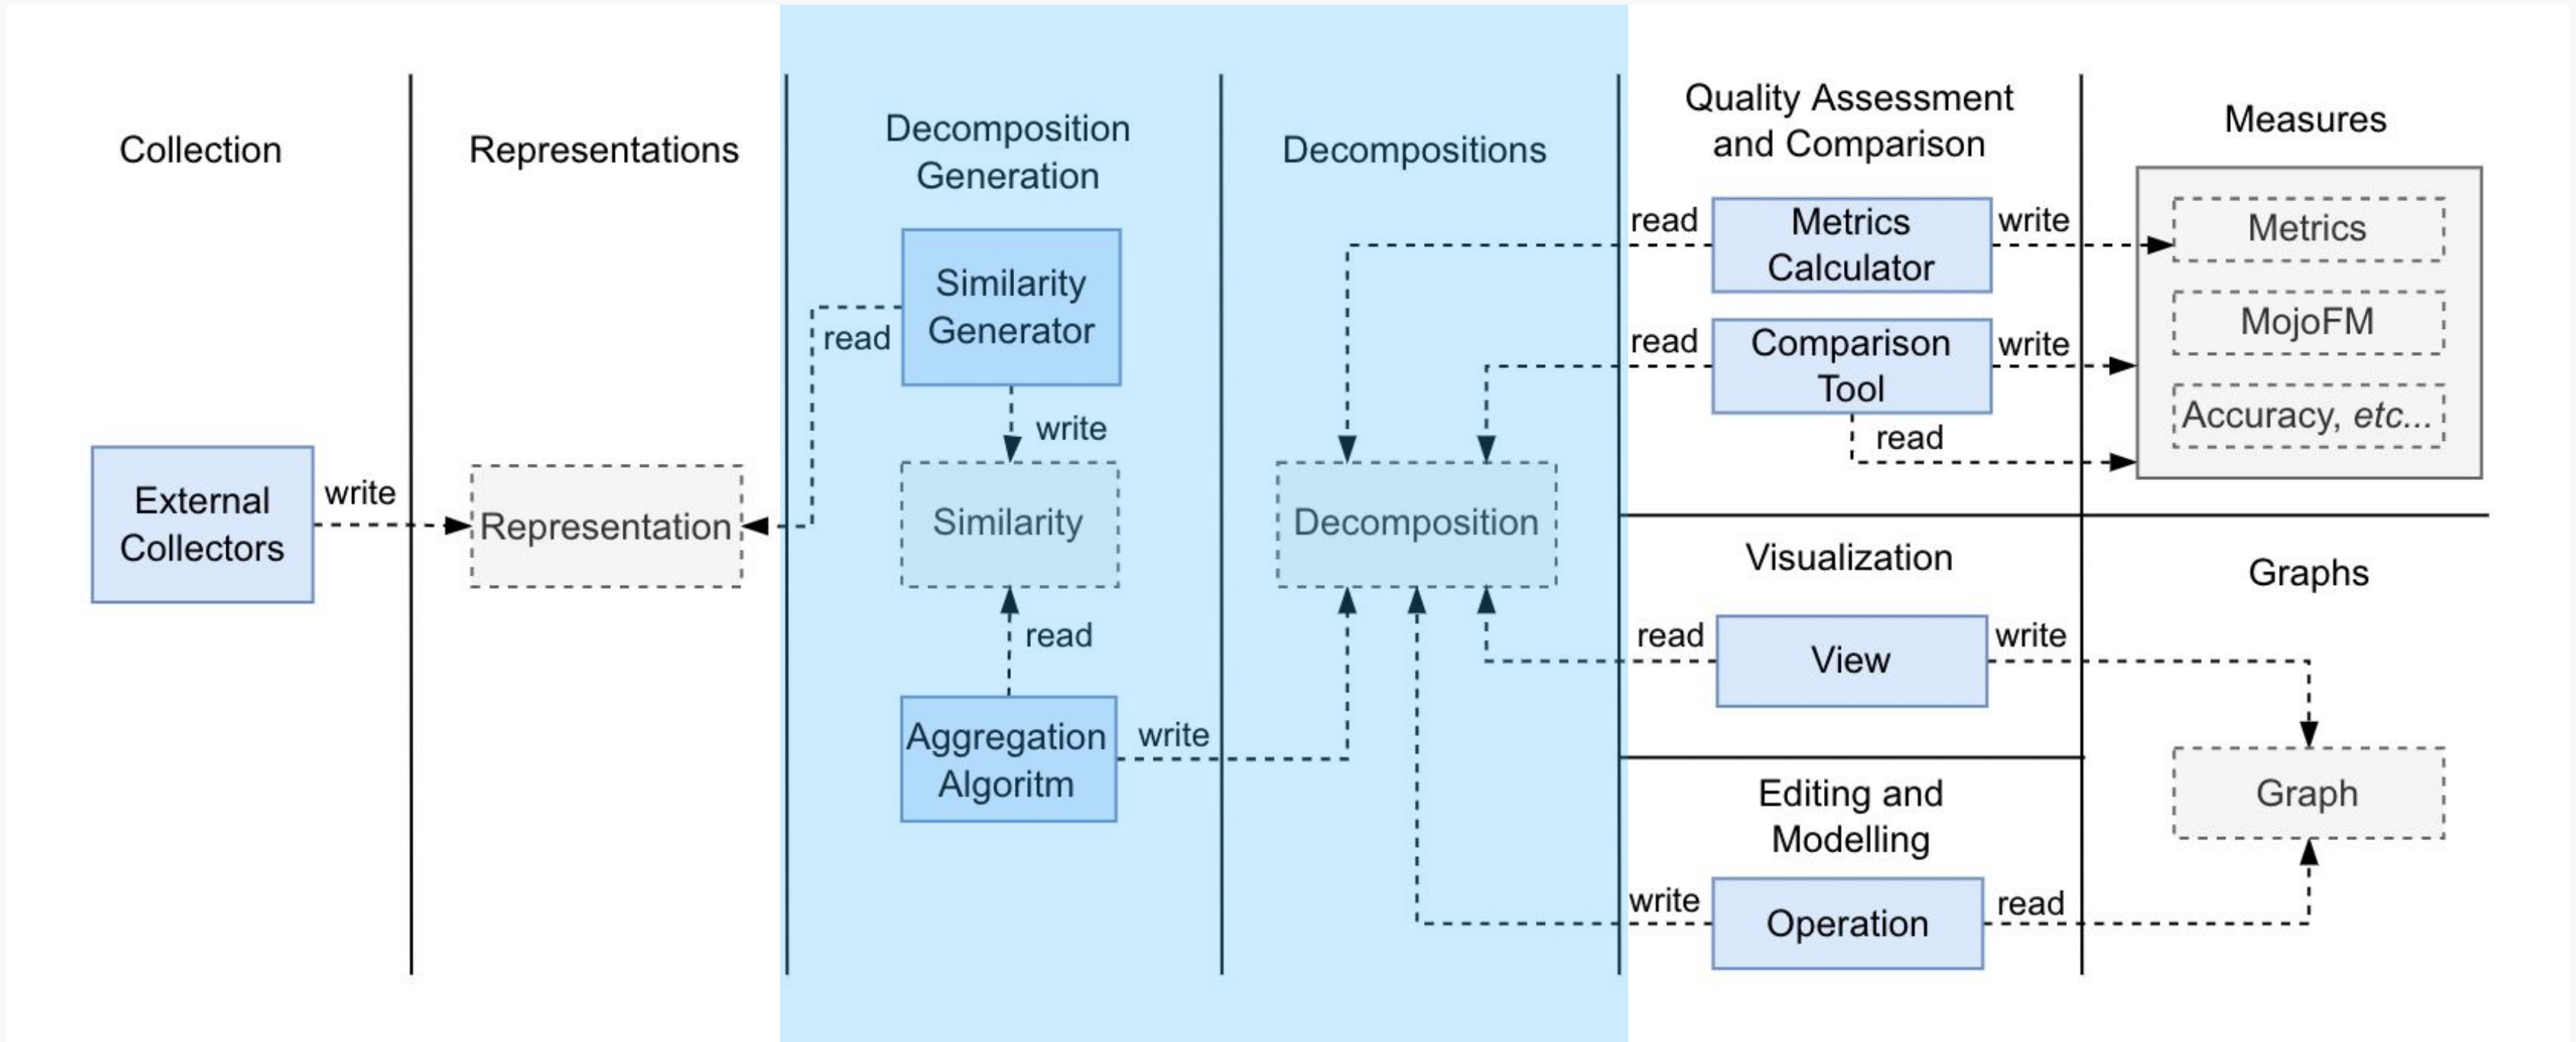 Collection
Representations
Decomposition
Generation
Decompositions
Quality Assessment
and Comparison
Measures
External
Collectors
write
Representation
read
Similarity
Generator
write
Similarity
read
Aggregation
Algoritm
write
Decomposition
read
Metrics
Calculator
write
read
Comparison
Tool
write
read
Metrics
MojoFM
Accuracy, etc...
Visualization
read
View
write
Editing and
Modelling
write
Operation
read
Graphs
Graph